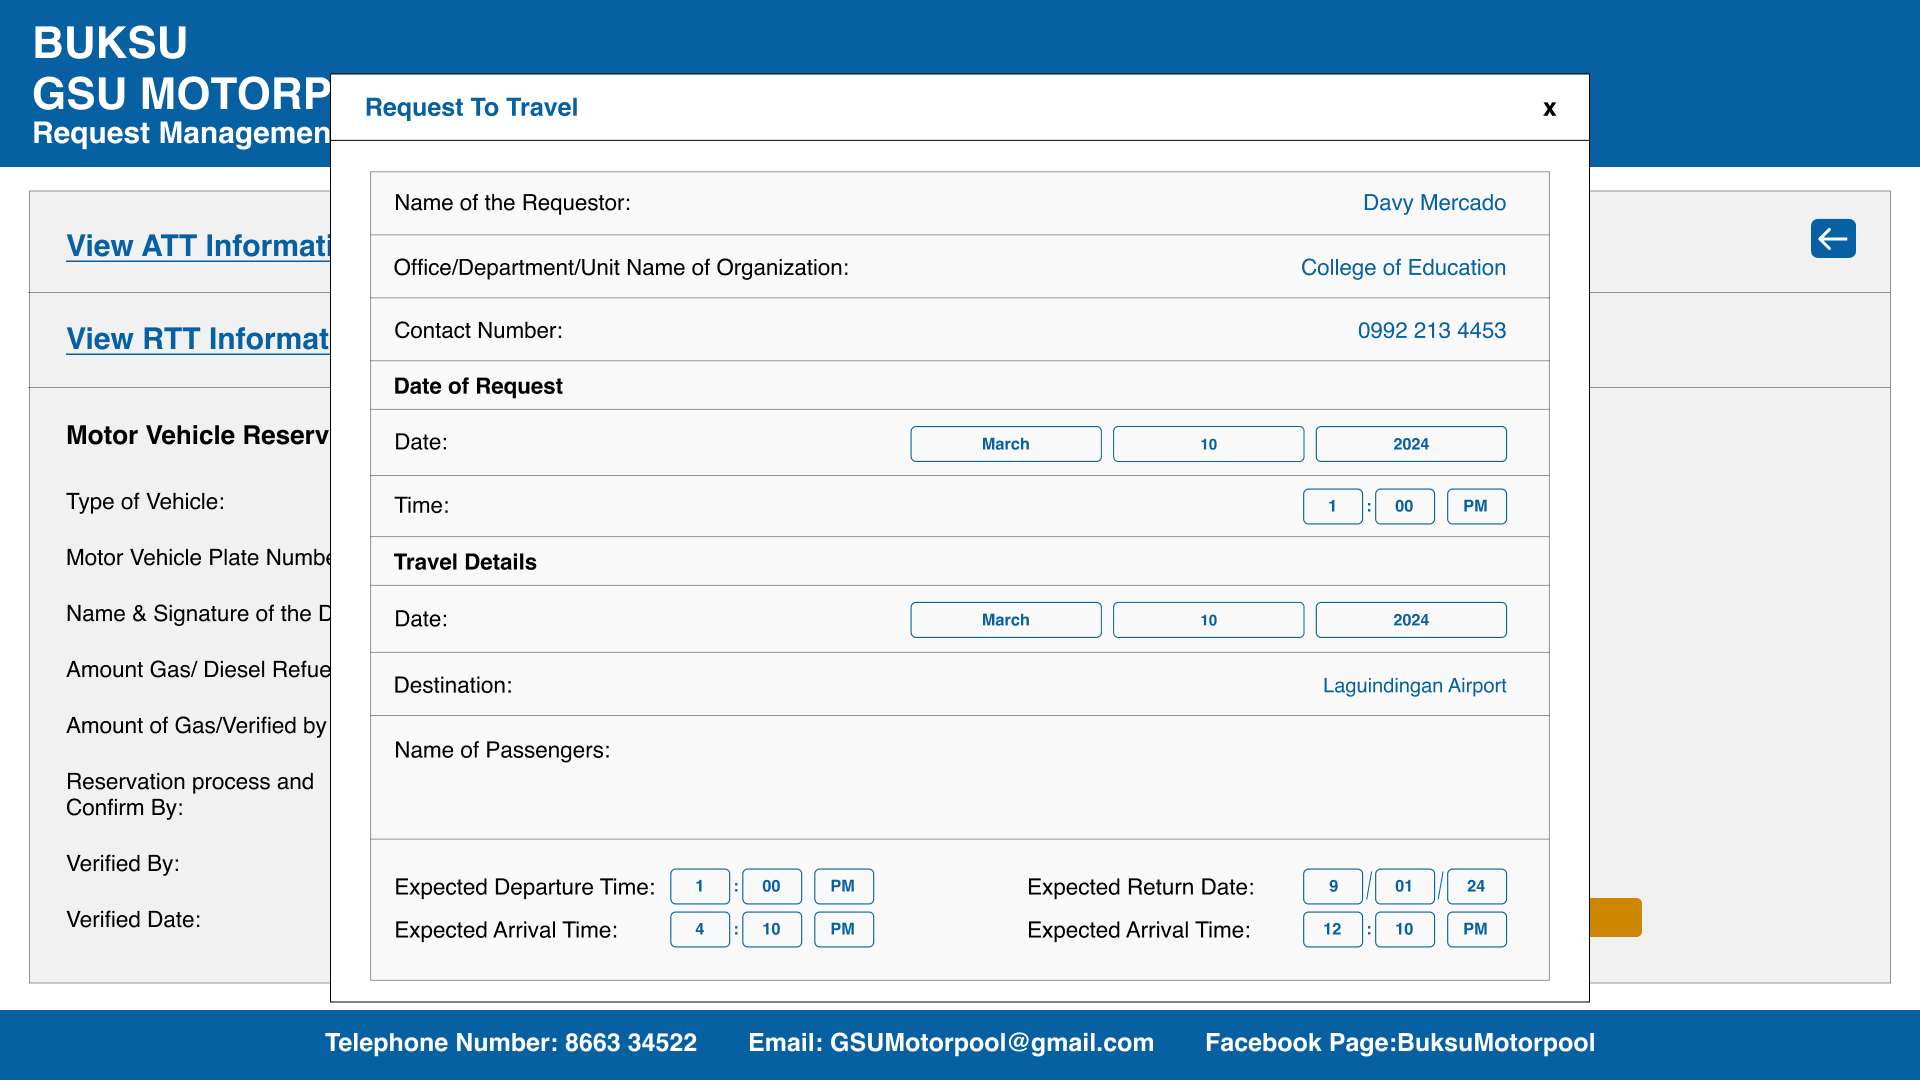 BUKSU
GSU MOTORP
Request Managemen
Request To Travel
x
Name of the Requestor: Davy Mercado
Office/Department/Unit Name of Organization: College of Education
Contact Number: 0992 213 4453
Date of Request
Date: March 10 2024
Time: 1 : 00 PM
Travel Details
Date: March 10 2024
Destination: Laguindingan Airport
Name of Passengers:
Expected Departure Time: 1 : 00 PM Expected Return Date: 9 / 01 / 24
Expected Arrival Time: 4 : 10 PM Expected Arrival Time: 12 : 10 PM
View ATT Informati
View RTT Informat
Motor Vehicle Reserv
Type of Vehicle:
Motor Vehicle Plate Numbe
Name & Signature of the D
Amount Gas/ Diesel Refue
Amount of Gas/Verified by
Reservation process and
Confirm By:
Verified By:
Verified Date:
Telephone Number: 8663 34522 Email: GSUMotorpool@gmail.com Facebook Page:BuksuMotorpool